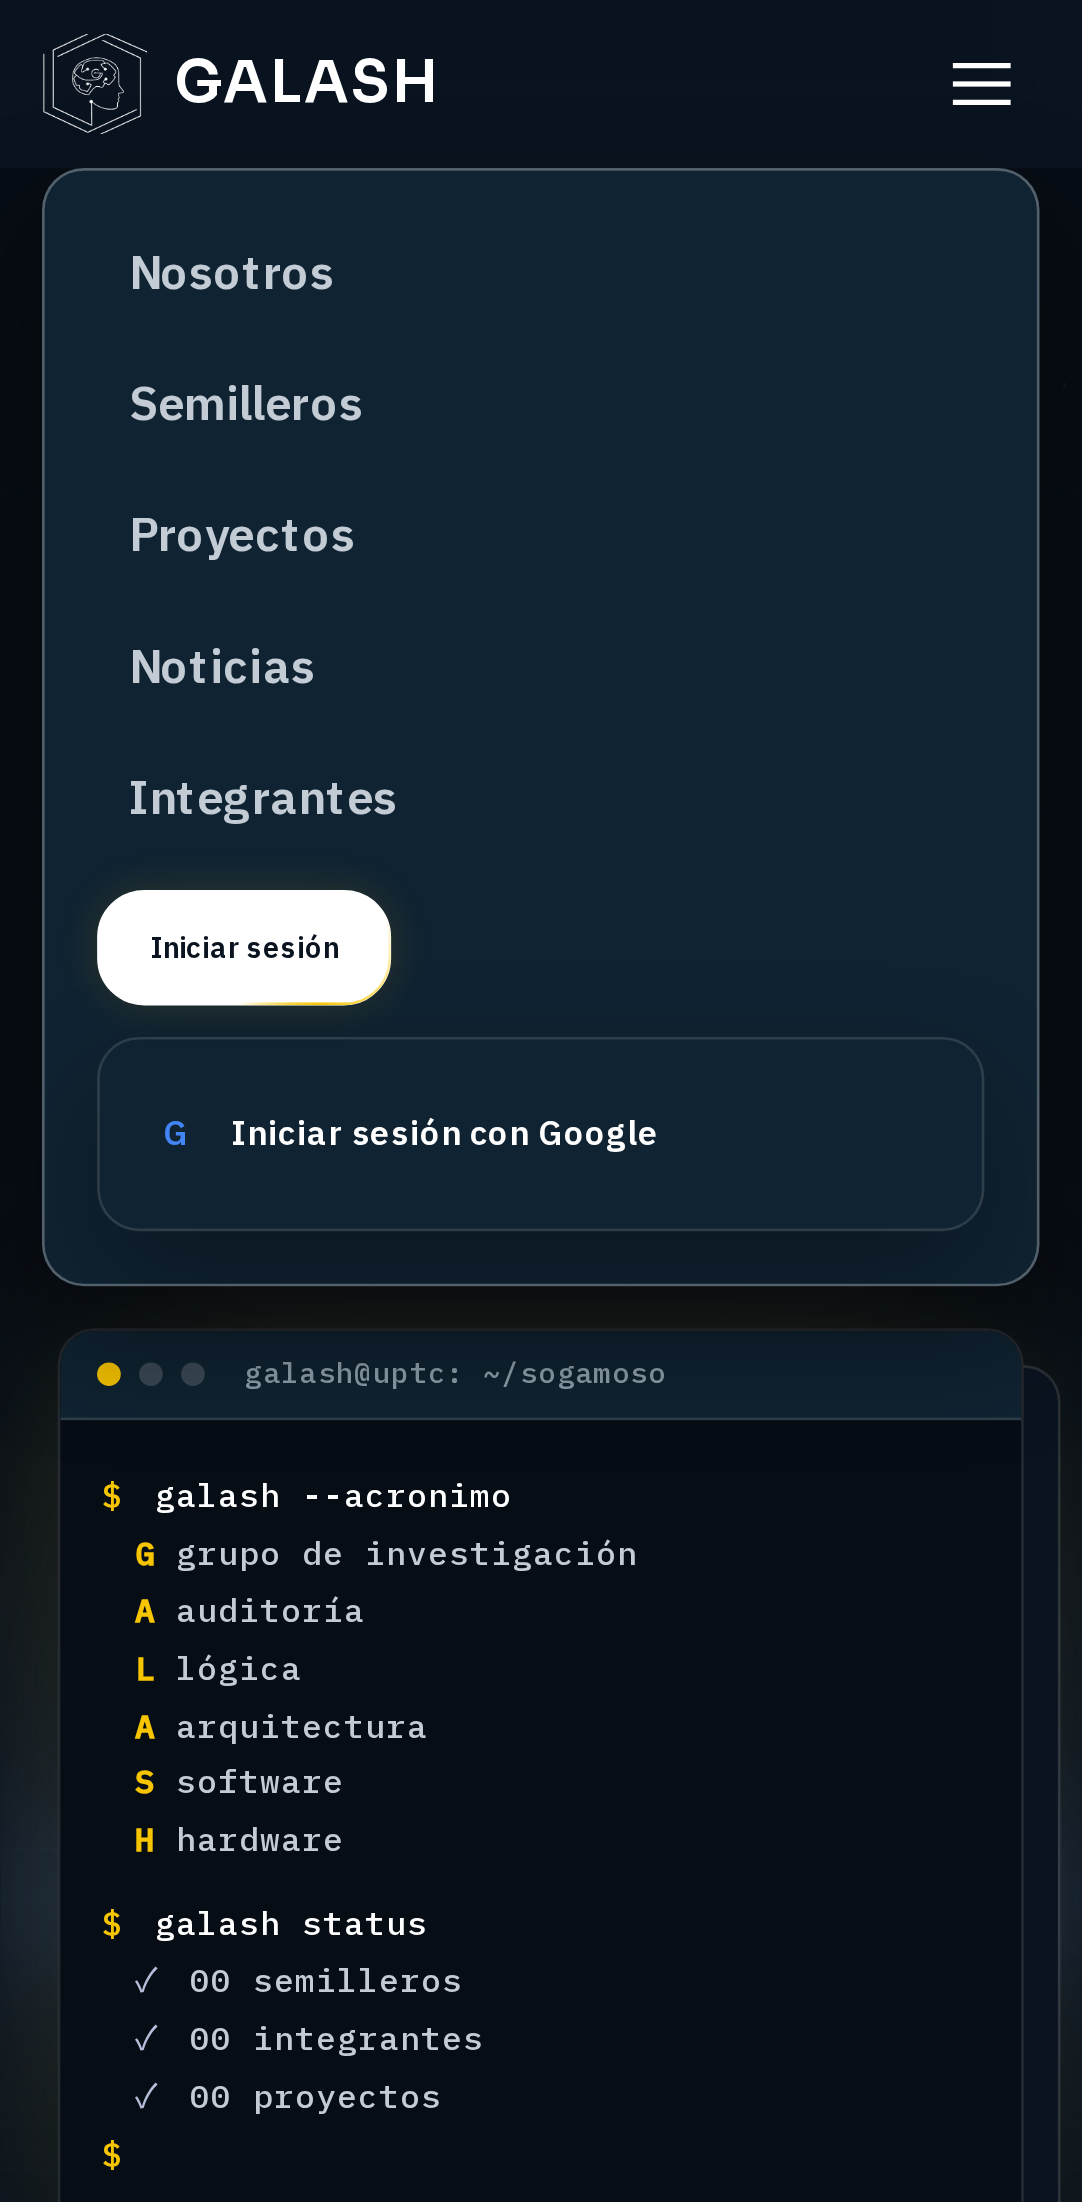 GALASH
Nosotros
Semilleros
Proyectos
Noticias
Integrantes
Iniciar sesión
G Iniciar sesión con Google
galash@uptc: ~/sogamoso
$ galash --acronimo
G grupo de investigación
A auditoría
L lógica
A arquitectura
S software
H hardware
$ galash status
✓ 00 semilleros
✓ 00 integrantes
✓ 00 proyectos
$